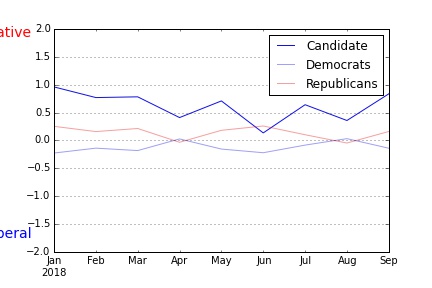 2.0
ative
Candidate
Democrats
Republicans
1.5
1.0
0.5
0.0
−0.5
−1.0
−1.5
beral
−2.0
Jan Feb Mar Apr May Jun Jul Aug Sep
2018